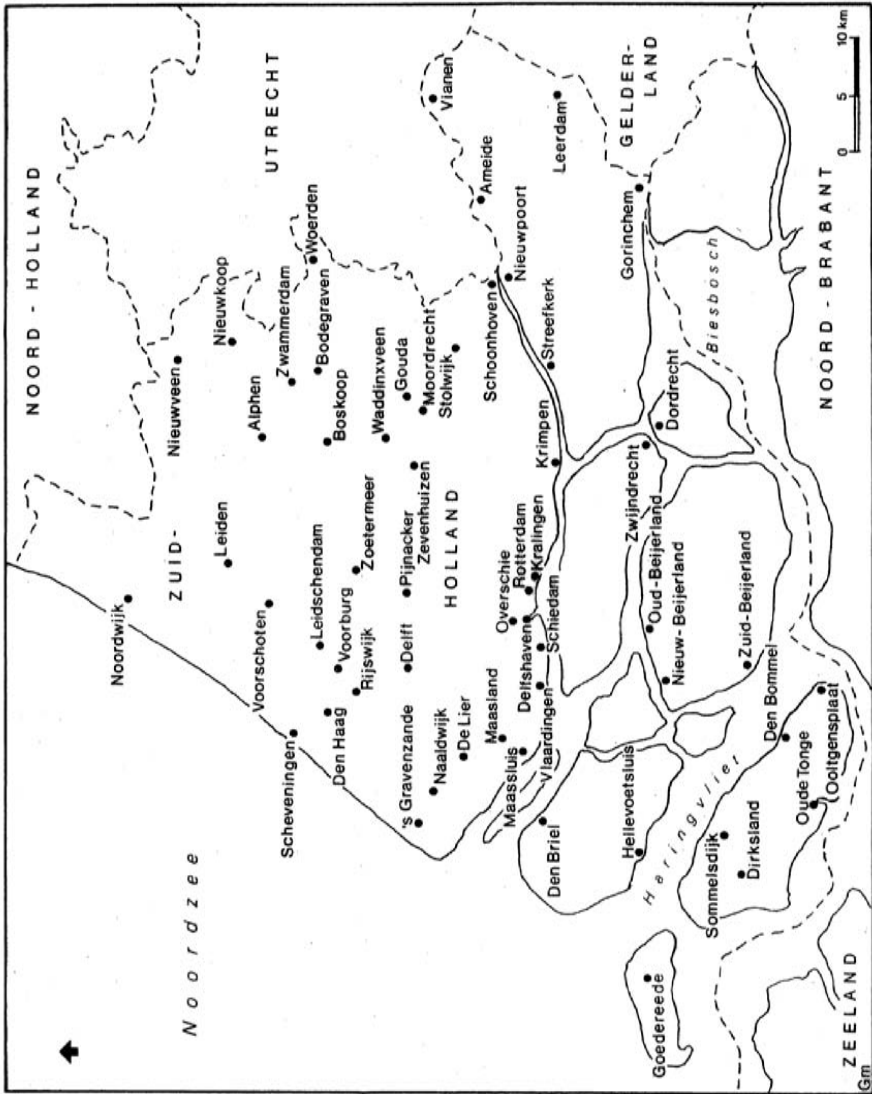 NOORD - HOLLAND
Noordzee
UTRECHT
ZUID-
HOLLAND
Noordwijk
Nieuwveen
Leiden
Nieuwkoop
Alphen
Voorschoten
Zwammerdam
Woerden
Scheveningen
Leidschendam
Bodegraven
Den Haag
Voorburg
Boskoop
Rijswijk
Zoetermeer
Waddinxveen
Delft
Pijnacker
Gouda
Zevenhuizen
Moordrecht
's Gravenzande
Naaldwijk
Stolwijk
Vianen
De Lier
Ameide
Maasland
Overschie
Schoonhoven
Nieuwpoort
Maassluis
Delfshaven
Rotterdam
Kralingen
Vlaardingen
Schiedam
Krimpen
Streefkerk
Leerdam
GELDER-
LAND
Den Briel
Hellevoetsluis
Zwijndrecht
Gorinchem
Oud-Beijerland
Dordrecht
Goedereede
Nieuw-Beijerland
Biesbosch
Haringvliet
Sommelsdijk
Dirksland
Zuid-Beijerland
Den Bommel
Oude Tonge
Ooltgensplaat
NOORD - BRABANT
ZEELAND
0 5 10 km
Gm